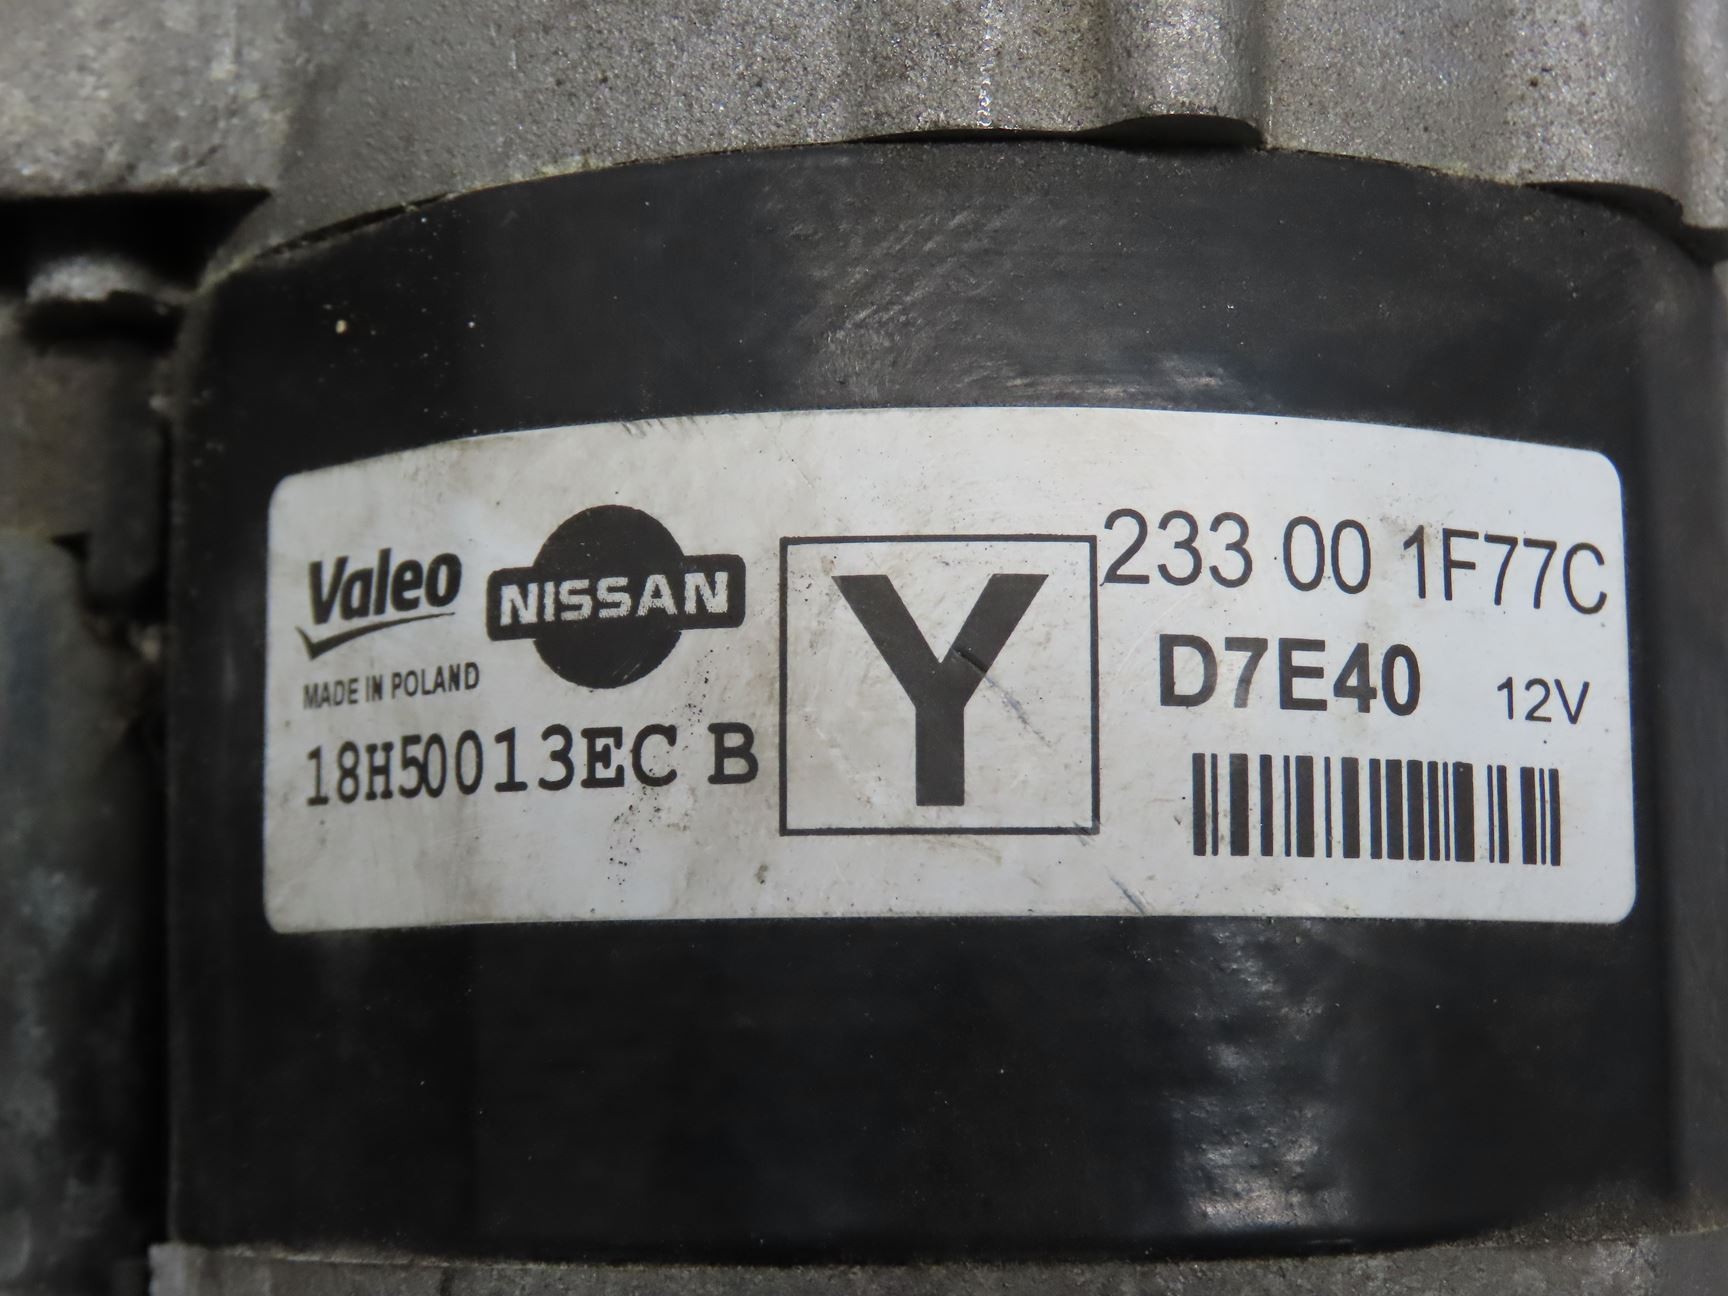 Valeo
NISSAN
MADE IN POLAND
18H50013EC B
Y
233 00 1F77C
D7E40 12V